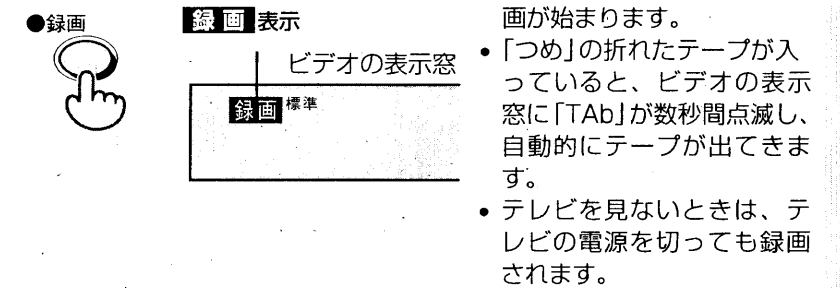 ●録画
録画 表示
ビデオの表示窓
録画 標準
画が始まります。
• 「つめ」の折れたテープが入
っていると、ビデオの表示
窓に「TAb」が数秒間点滅し、
自動的にテープが出てきま
す。
• テレビを見ないときは、テ
レビの電源を切っても録画
されます。